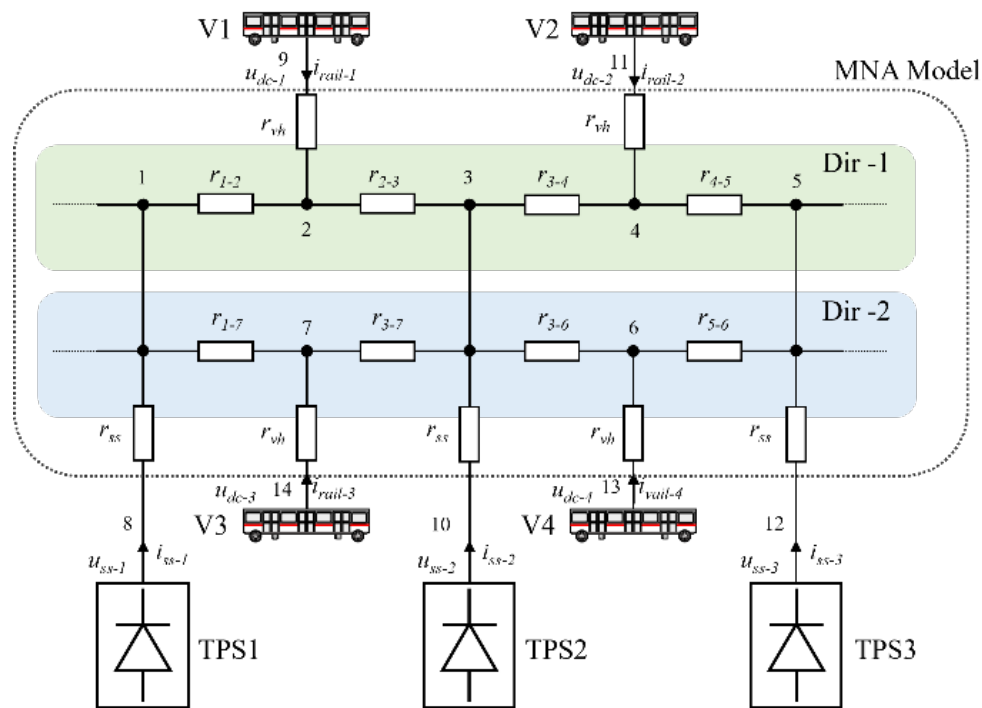 V1
V2
9
11
u_dc-1
i_rail-1
u_dc-2
i_rail-2
MNA Model
r_vh
r_vh
Dir -1
1
r_1-2
r_2-3
3
r_3-4
r_4-5
5
2
4
Dir -2
r_1-7
7
r_3-7
r_3-6
6
r_5-6
r_ss
r_vh
r_ss
r_vh
r_ss
u_dc-3
14
i_rail-3
u_dc-4
13
i_vail-4
V3
V4
8
10
12
u_ss-1
i_ss-1
u_ss-2
i_ss-2
u_ss-3
i_ss-3
TPS1
TPS2
TPS3